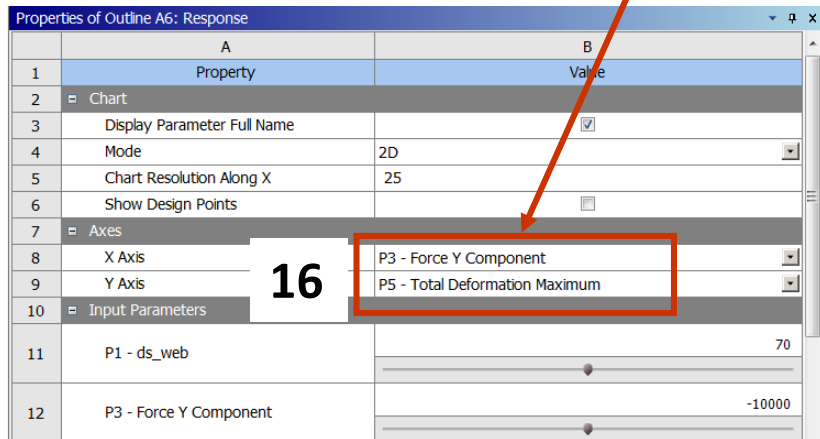 Properties of Outline A6: Response
A B
1 Property Value
2 Chart
3 Display Parameter Full Name
4 Mode 2D
5 Chart Resolution Along X 25
6 Show Design Points
7 Axes
8 X Axis P3 - Force Y Component
9 Y Axis P5 - Total Deformation Maximum
16
10 Input Parameters
11 P1 - ds_web 70
12 P3 - Force Y Component -10000